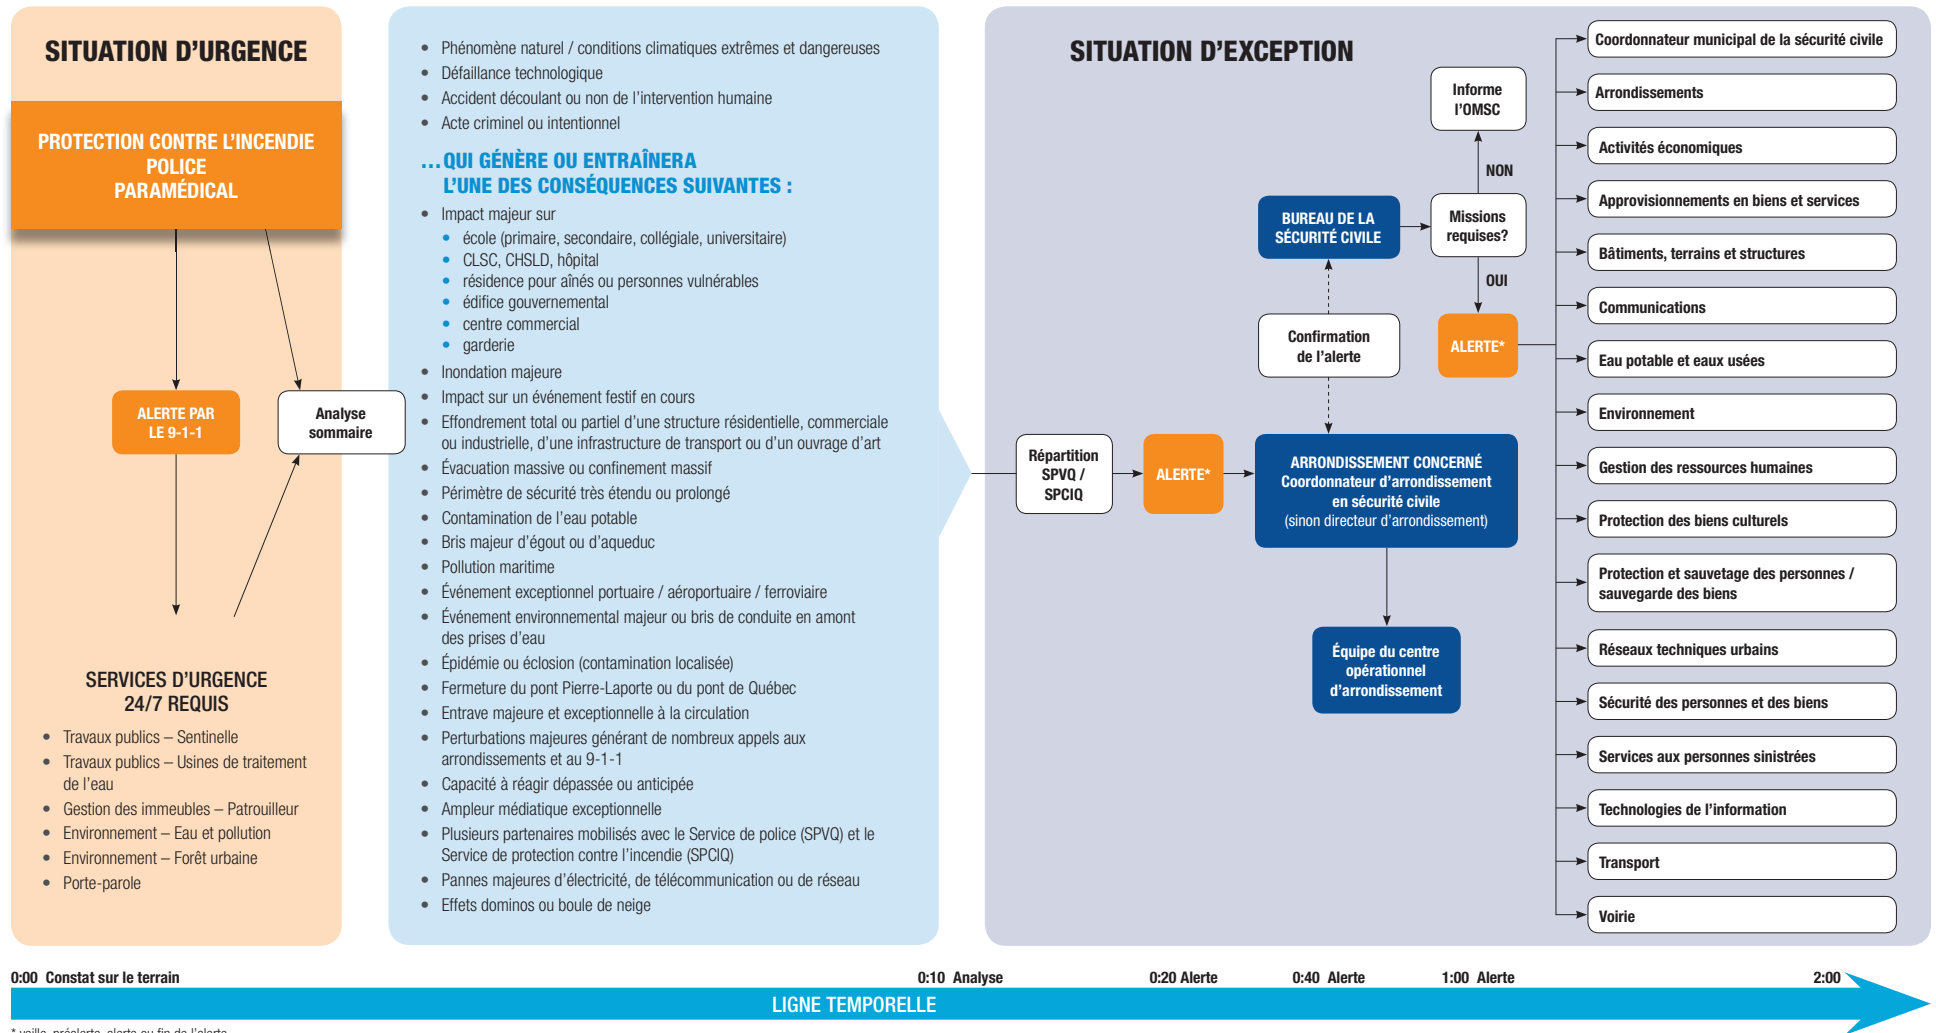 SITUATION D'URGENCE
PROTECTION CONTRE L'INCENDIE
POLICE
PARAMÉDICAL
ALERTE PAR
LE 9-1-1
Analyse
sommaire
SERVICES D'URGENCE
24/7 REQUIS
• Travaux publics – Sentinelle
• Travaux publics – Usines de traitement
de l'eau
• Gestion des immeubles – Patrouilleur
• Environnement – Eau et pollution
• Environnement – Forêt urbaine
• Porte-parole
• Phénomène naturel / conditions climatiques extrêmes et dangereuses
• Défaillance technologique
• Accident découlant ou non de l'intervention humaine
• Acte criminel ou intentionnel
...QUI GÉNÈRE OU ENTRAÎNERA
L'UNE DES CONSÉQUENCES SUIVANTES :
• Impact majeur sur
• école (primaire, secondaire, collégiale, universitaire)
• CLSC, CHSLD, hôpital
• résidence pour aînés ou personnes vulnérables
• édifice gouvernemental
• centre commercial
• garderie
• Inondation majeure
• Impact sur un événement festif en cours
• Effondrement total ou partiel d'une structure résidentielle, commerciale
ou industrielle, d'une infrastructure de transport ou d'un ouvrage d'art
• Évacuation massive ou confinement massif
• Périmètre de sécurité très étendu ou prolongé
• Contamination de l'eau potable
• Bris majeur d'égout ou d'aqueduc
• Pollution maritime
• Événement exceptionnel portuaire / aéroportuaire / ferroviaire
• Événement environnemental majeur ou bris de conduite en amont
des prises d'eau
• Épidémie ou éclosion (contamination localisée)
• Fermeture du pont Pierre-Laporte ou du pont de Québec
• Entrave majeure et exceptionnelle à la circulation
• Perturbations majeures générant de nombreux appels aux
arrondissements et au 9-1-1
• Capacité à réagir dépassée ou anticipée
• Ampleur médiatique exceptionnelle
• Plusieurs partenaires mobilisés avec le Service de police (SPVQ) et le
Service de protection contre l'incendie (SPCIQ)
• Pannes majeures d'électricité, de télécommunication ou de réseau
• Effets dominos ou boule de neige
SITUATION D'EXCEPTION
Répartition
SPVQ /
SPCIQ
ALERTE*
ARRONDISSEMENT CONCERNÉ
Coordonnateur d'arrondissement
en sécurité civile
(sinon directeur d'arrondissement)
Équipe du centre
opérationnel
d'arrondissement
Confirmation
de l'alerte
BUREAU DE LA
SÉCURITÉ CIVILE
Missions
requises?
NON
Informe
l'OMSC
OUI
ALERTE*
Coordonnateur municipal de la sécurité civile
Arrondissements
Activités économiques
Approvisionnements en biens et services
Bâtiments, terrains et structures
Communications
Eau potable et eaux usées
Environnement
Gestion des ressources humaines
Protection des biens culturels
Protection et sauvetage des personnes /
sauvegarde des biens
Réseaux techniques urbains
Sécurité des personnes et des biens
Services aux personnes sinistrées
Technologies de l'information
Transport
Voirie
0:00 Constat sur le terrain
0:10 Analyse
0:20 Alerte
0:40 Alerte
1:00 Alerte
2:00
LIGNE TEMPORELLE
* veille, préalerte, alerte ou fin de l'alerte